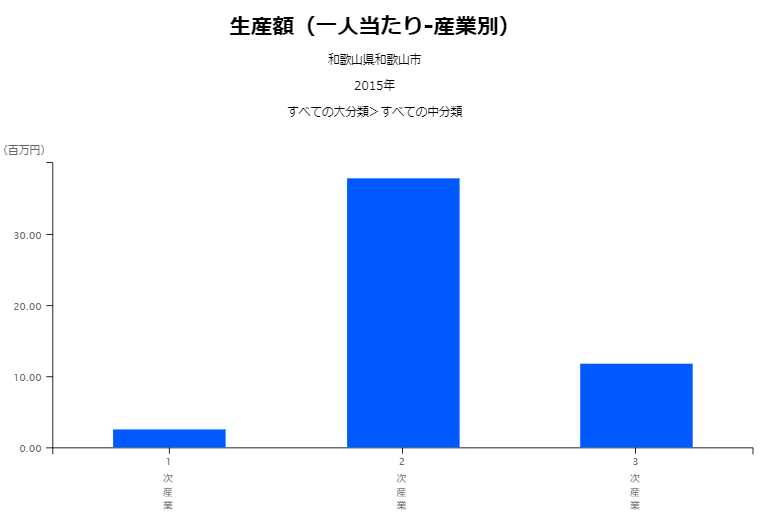 生産額（一人当たり-産業別）
和歌山県和歌山市
2015年
すべての大分類＞すべての中分類
（百万円）
30.00
20.00
10.00
0.00
1次産業
2次産業
3次産業